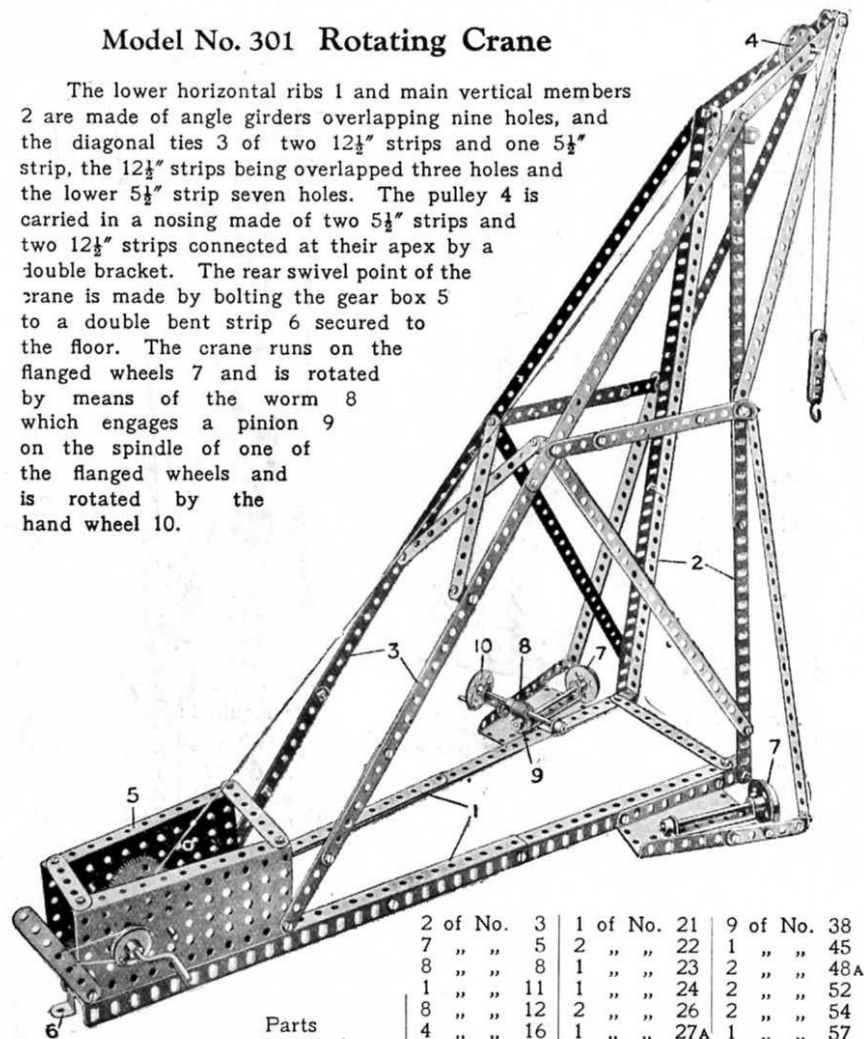 Model No. 301 Rotating Crane
The lower horizontal ribs 1 and main vertical members
2 are made of angle girders overlapping nine holes, and
the diagonal ties 3 of two 12½″ strips and one 5½″
strip, the 12½″ strips being overlapped three holes and
the lower 5½″ strip seven holes. The pulley 4 is
carried in a nosing made of two 5½″ strips and
two 12½″ strips connected at their apex by a
double bracket. The rear swivel point of the
crane is made by bolting the gear box 5
to a double bent strip 6 secured to
the floor. The crane runs on the
flanged wheels 7 and is rotated
by means of the worm 8
which engages a pinion 9
on the spindle of one of
the flanged wheels and
is rotated by the
hand wheel 10.
4
2
3
10 8 7
9
7
5
1
6
Parts
2 of No. 3 | 1 of No. 21 | 9 of No. 38
7 ,, ,, 5 | 2 ,, ,, 22 | 1 ,, ,, 45
8 ,, ,, 8 | 1 ,, ,, 23 | 2 ,, ,, 48A
1 ,, ,, 11 | 1 ,, ,, 24 | 2 ,, ,, 52
8 ,, ,, 12 | 2 ,, ,, 26 | 2 ,, ,, 54
4 ,, ,, 16 | 1 ,, ,, 27A | 1 ,, ,, 57